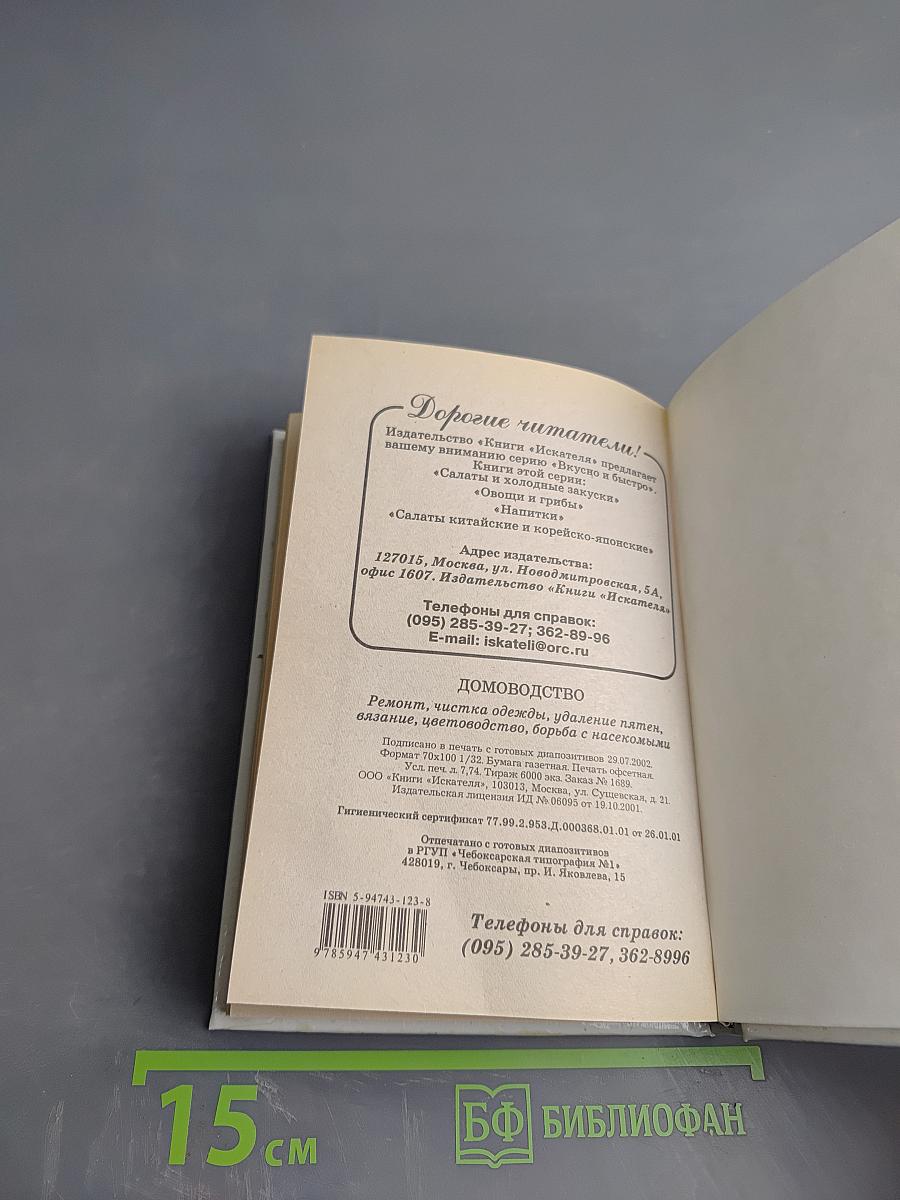 Дорогие читатели!
Издательство «Книги «Искателя» предлагает
вашему вниманию серию «Вкусно и быстро».
Книги этой серии:
«Салаты и холодные закуски»
«Овощи и грибы»
«Напитки»
«Салаты китайские и корейско-японские»
Адрес издательства:
127015, Москва, ул. Новодмитровская, 5А,
офис 1607. Издательство «Книги «Искателя»
Телефоны для справок:
(095) 285-39-27; 362-89-96
E-mail: iskateli@orc.ru
ДОМОВОДСТВО
Ремонт, чистка одежды, удаление пятен,
вязание, цветоводство, борьба с насекомыми
Подписано в печать с готовых диапозитивов 29.07.2002.
Формат 70х100 1/32. Бумага газетная. Печать офсетная.
Усл. печ. л. 7,74. Тираж 6000 экз. Заказ № 1689.
ООО «Книги «Искателя», 103013, Москва, ул. Сущевская, д. 21.
Издательская лицензия ИД № 06095 от 19.10.2001.
Гигиенический сертификат 77.99.2.953.Д.000368.01.01 от 26.01.01
Отпечатано с готовых диапозитивов
в РГУП «Чебоксарская типография №1»
428019, г. Чебоксары, пр. И. Яковлева, 15
ISBN 5-94743-123-8
9785947431230
Телефоны для справок:
(095) 285-39-27, 362-8996
15 см
БФ БИБЛИОФАН